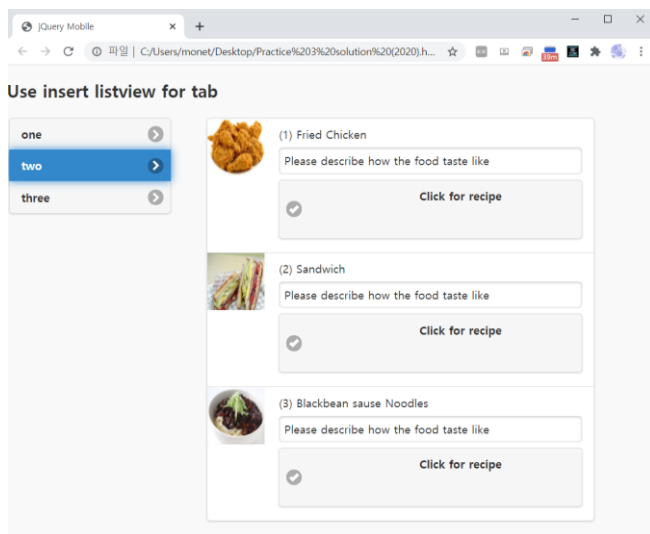 jQuery Mobile
파일 | C:/Users/monet/Desktop/Practice%203%20solution%20(2020).h...
39m
Use insert listview for tab
one
two
three
(1) Fried Chicken
Please describe how the food taste like
Click for recipe
(2) Sandwich
Please describe how the food taste like
Click for recipe
(3) Blackbean sause Noodles
Please describe how the food taste like
Click for recipe